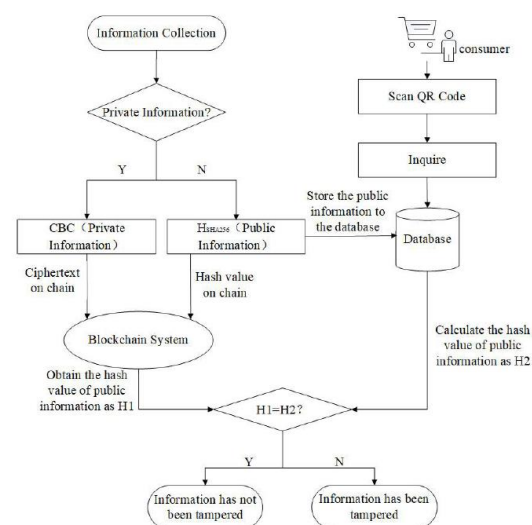 Information Collection
consumer
Private Information?
Scan QR Code
Inquire
Y
N
Store the public
information to
the database
CBC（Private
Information）
HSHA256（Public
Information）
Database
Ciphertext
on chain
Hash value
on chain
Blockchain System
Calculate the hash
value of public
information as H2
Obtain the hash
value of public
information as H1
H1=H2?
Y
N
Information has not
been tampered
Information has been
tampered